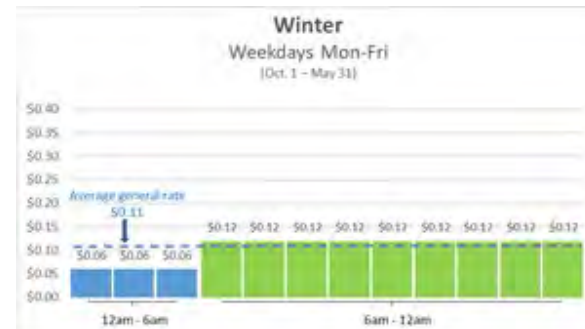 Winter
Weekdays Mon-Fri
(Oct. 1 – May 31)
$0.40
$0.35
$0.30
$0.25
$0.20
$0.15
$0.10
$0.05
$0.00
Average general rate
$0.11
$0.06 $0.06 $0.06
$0.12 $0.12 $0.12 $0.12 $0.12 $0.12 $0.12 $0.12 $0.12
12am - 6am
6am - 12am